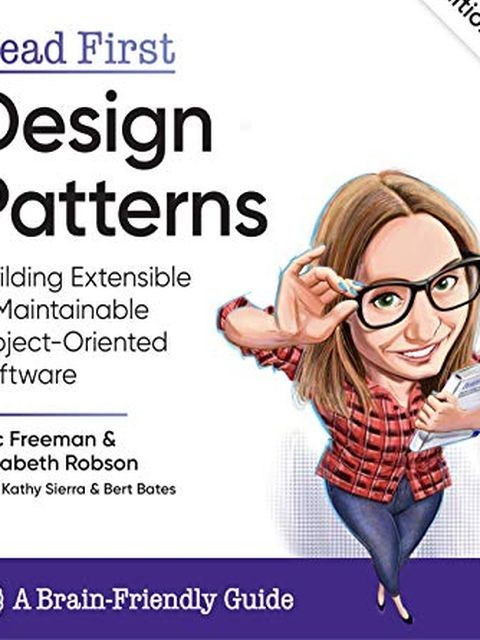 ead First
Design
Patterns
ilding Extensible
Maintainable
bject-Oriented
ftware
c Freeman &
abeth Robson
Kathy Sierra & Bert Bates
A Brain-Friendly Guide
ition